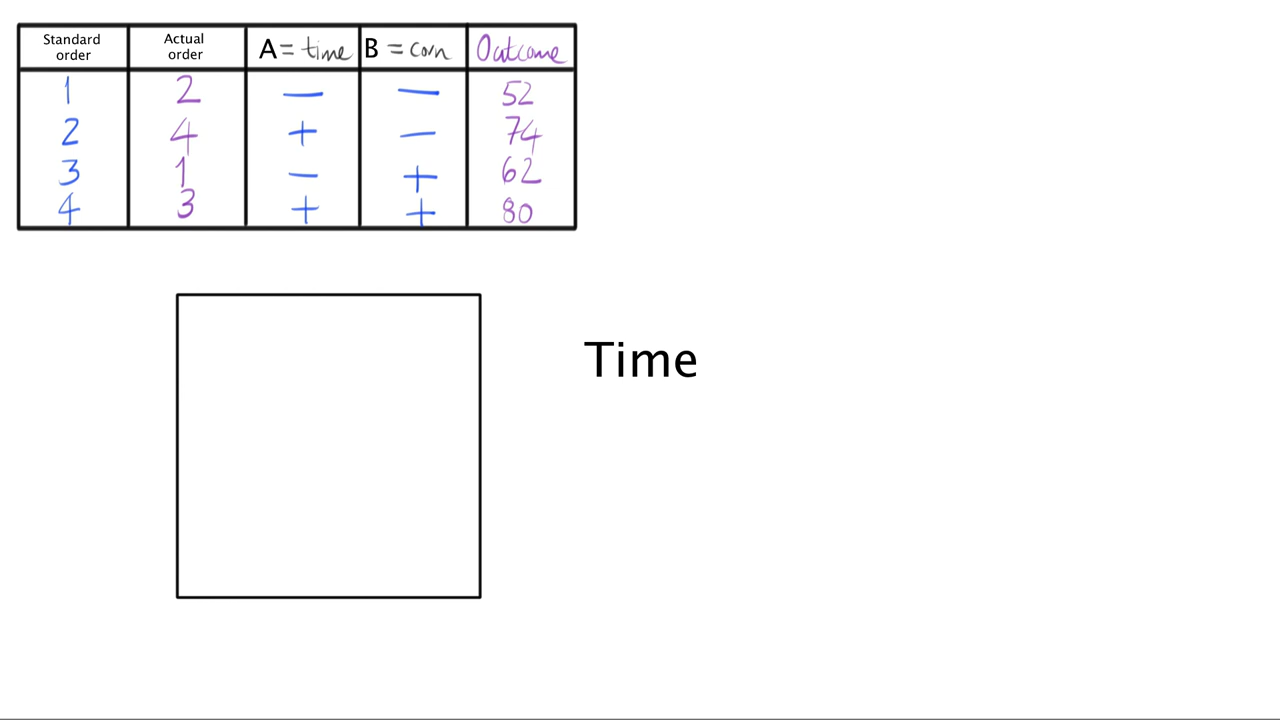 Standard order Actual order A = time B = corn Outcome
1 2 — — 52
2 4 + — 74
3 1 — + 62
4 3 + + 80
Time